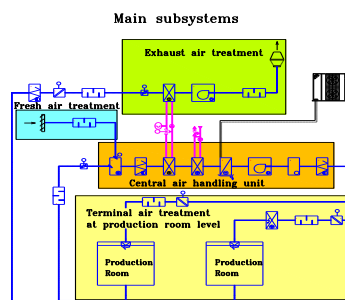 Main subsystems
Exhaust air treatment
Fresh air treatment
Central air handling unit
Terminal air treatment
at production room level
Production
Room
Production
Room